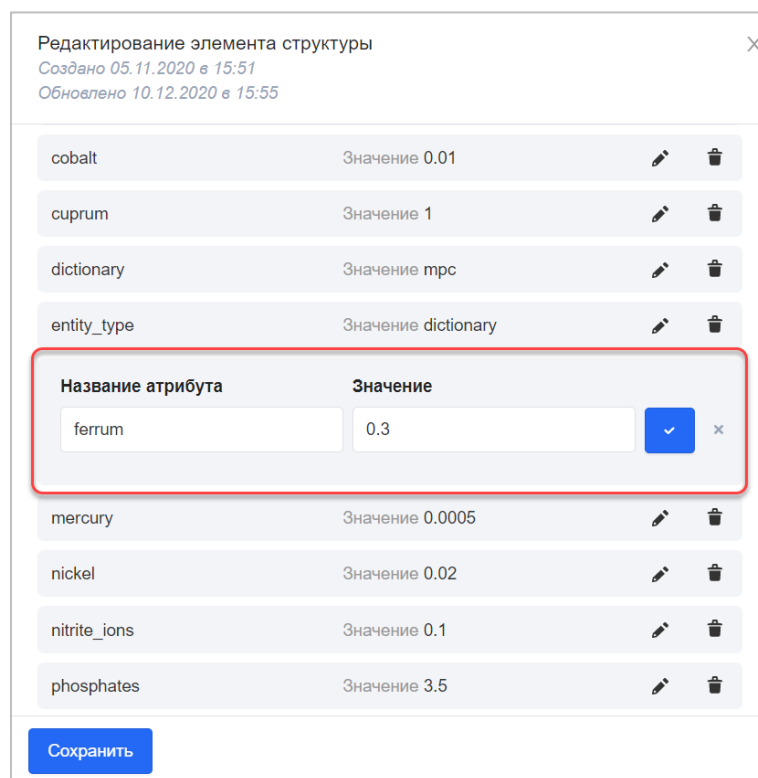 Редактирование элемента структуры
Создано 05.11.2020 в 15:51
Обновлено 10.12.2020 в 15:55
cobalt Значение 0.01
cuprum Значение 1
dictionary Значение mpc
entity_type Значение dictionary
Название атрибута Значение
ferrum 0.3
mercury Значение 0.0005
nickel Значение 0.02
nitrite_ions Значение 0.1
phosphates Значение 3.5
Сохранить